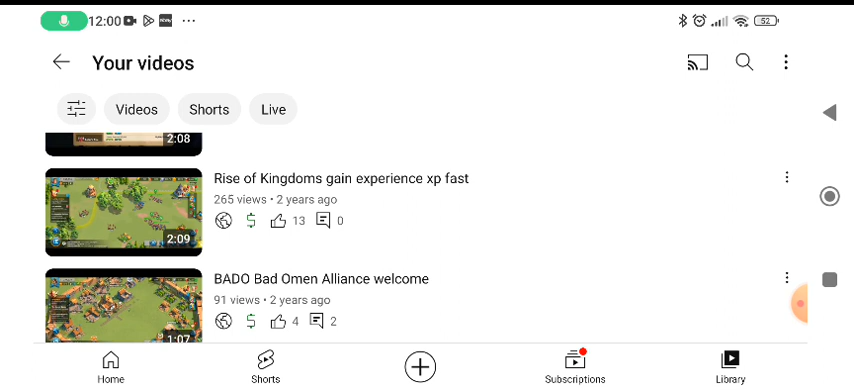 12:00
52
Your videos
Videos
Shorts
Live
2:08
Rise of Kingdoms gain experience xp fast
265 views • 2 years ago
13
0
2:09
BADO Bad Omen Alliance welcome
91 views • 2 years ago
4
2
1:07
Home
Shorts
Subscriptions
Library